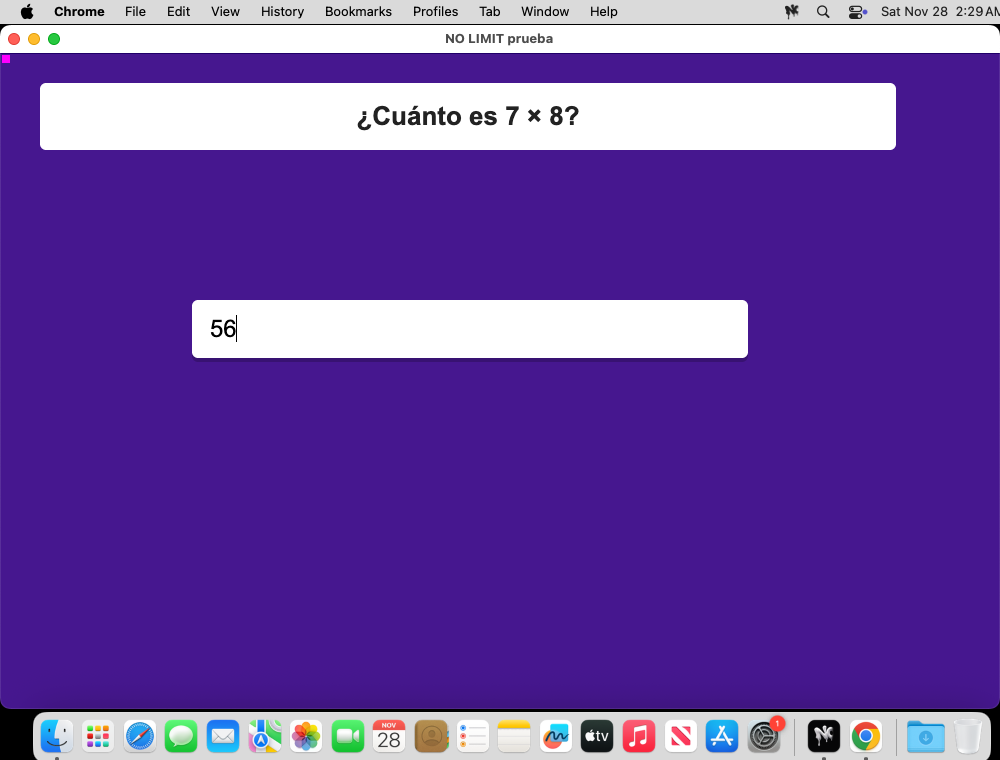 Chrome File Edit View History Bookmarks Profiles Tab Window Help Sat Nov 28 2:29 AM
NO LIMIT prueba
¿Cuánto es 7 × 8?
56
NOV
28
tv
1